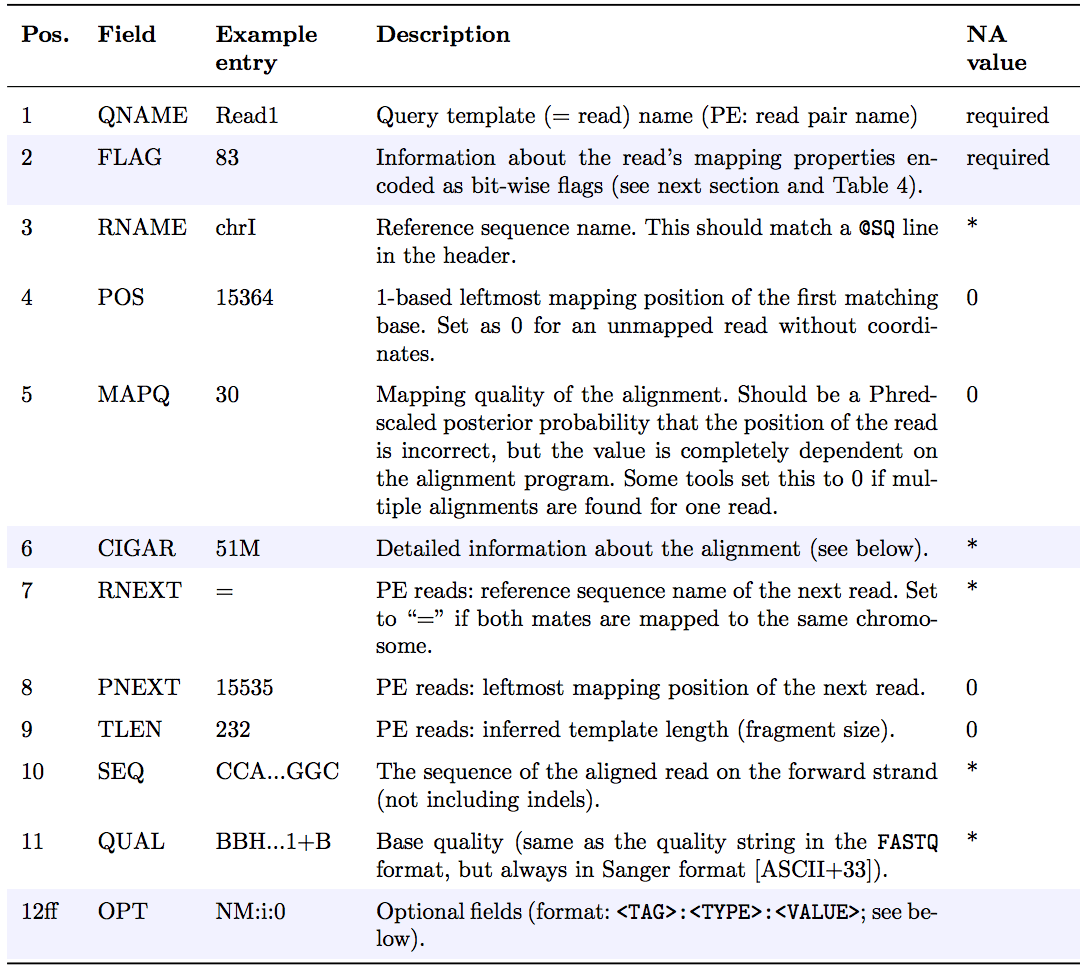 Pos. Field Example entry Description NA value
1 QNAME Read1 Query template (= read) name (PE: read pair name) required
2 FLAG 83 Information about the read's mapping properties en-
coded as bit-wise flags (see next section and Table 4). required
3 RNAME chrI Reference sequence name. This should match a @SQ line
in the header. *
4 POS 15364 1-based leftmost mapping position of the first matching
base. Set as 0 for an unmapped read without coordi-
nates. 0
5 MAPQ 30 Mapping quality of the alignment. Should be a Phred-
scaled posterior probability that the position of the read
is incorrect, but the value is completely dependent on
the alignment program. Some tools set this to 0 if mul-
tiple alignments are found for one read. 0
6 CIGAR 51M Detailed information about the alignment (see below). *
7 RNEXT = PE reads: reference sequence name of the next read. Set
to “=” if both mates are mapped to the same chromo-
some. *
8 PNEXT 15535 PE reads: leftmost mapping position of the next read. 0
9 TLEN 232 PE reads: inferred template length (fragment size). 0
10 SEQ CCA...GGC The sequence of the aligned read on the forward strand
(not including indels). *
11 QUAL BBH...1+B Base quality (same as the quality string in the FASTQ
format, but always in Sanger format [ASCII+33]). *
12ff OPT NM:i:0 Optional fields (format: <TAG>:<TYPE>:<VALUE>; see be-
low).